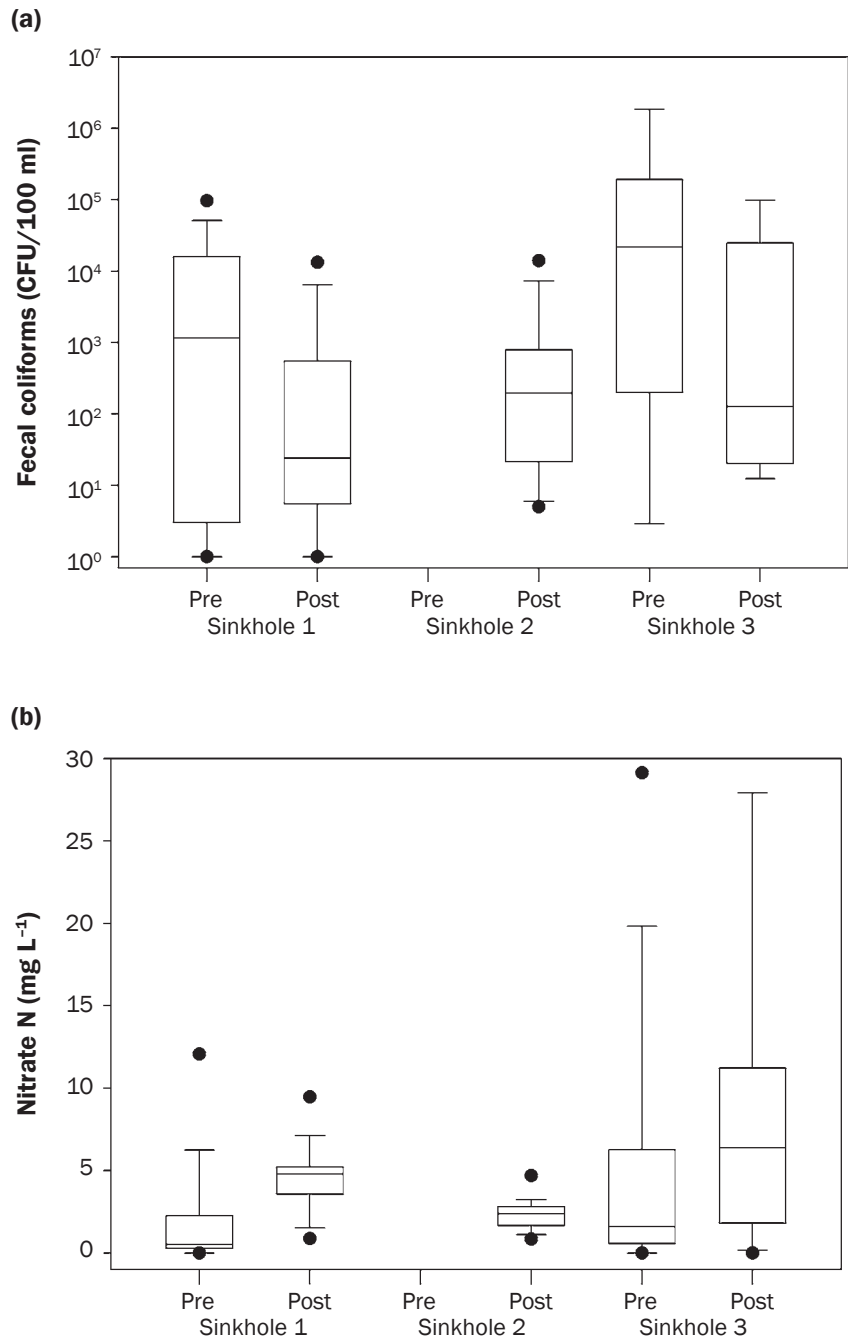 (a)
Fecal coliforms (CFU/100 ml)
10⁷
10⁶
10⁵
10⁴
10³
10²
10¹
10⁰
Pre Post Pre Post Pre Post
Sinkhole 1 Sinkhole 2 Sinkhole 3
(b)
Nitrate N (mg L⁻¹)
30
25
20
15
10
5
0
Pre Post Pre Post Pre Post
Sinkhole 1 Sinkhole 2 Sinkhole 3